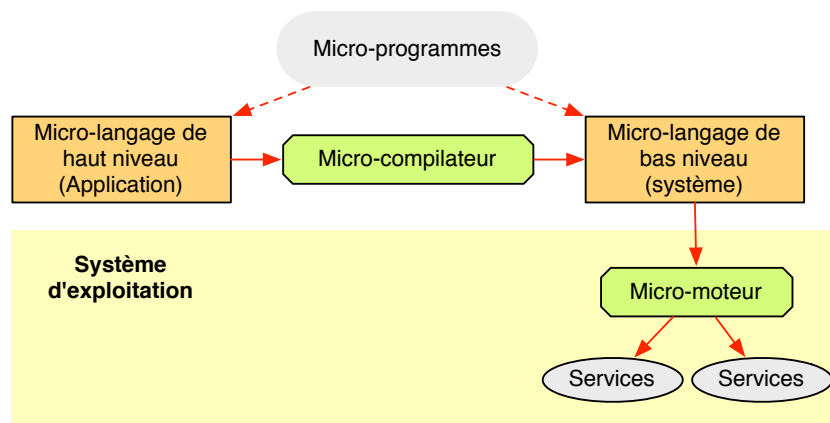 Micro-programmes
Micro-langage de
haut niveau
(Application)
Micro-compilateur
Micro-langage de
bas niveau
(système)
Système
d'exploitation
Micro-moteur
Services
Services